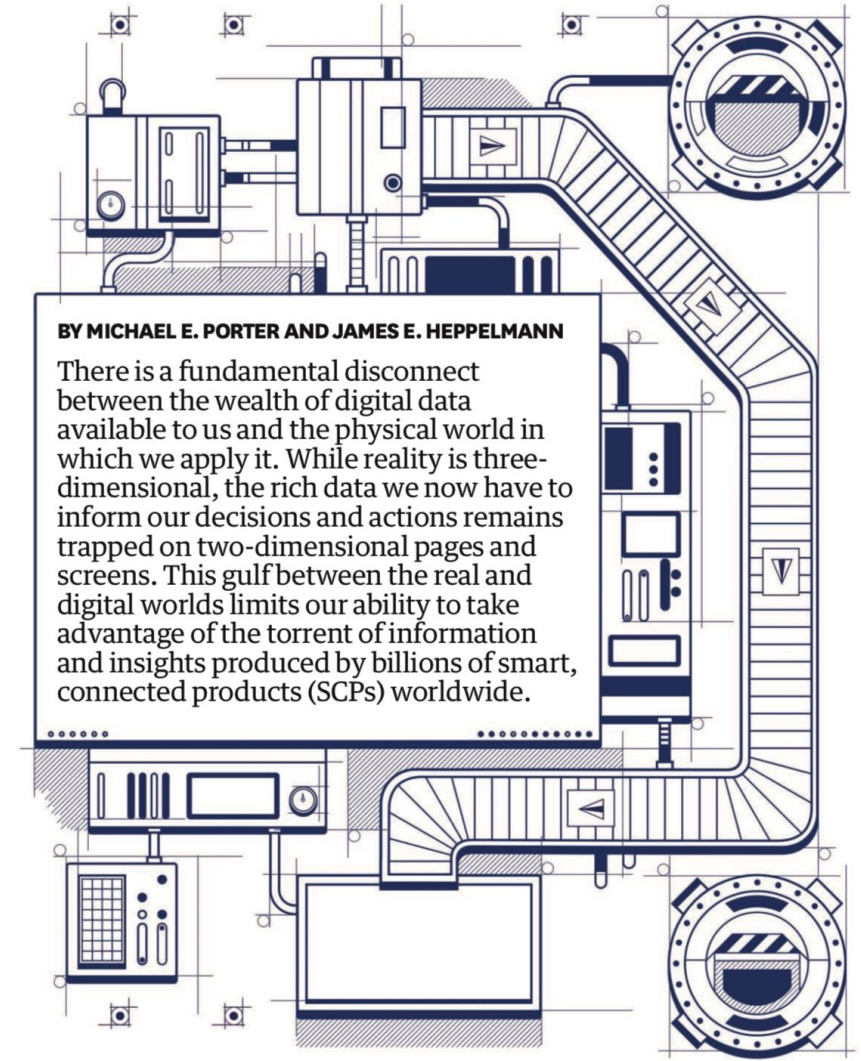 BY MICHAEL E. PORTER AND JAMES E. HEPPELMANN
There is a fundamental disconnect
between the wealth of digital data
available to us and the physical world in
which we apply it. While reality is three-
dimensional, the rich data we now have to
inform our decisions and actions remains
trapped on two-dimensional pages and
screens. This gulf between the real and
digital worlds limits our ability to take
advantage of the torrent of information
and insights produced by billions of smart,
connected products (SCPs) worldwide.